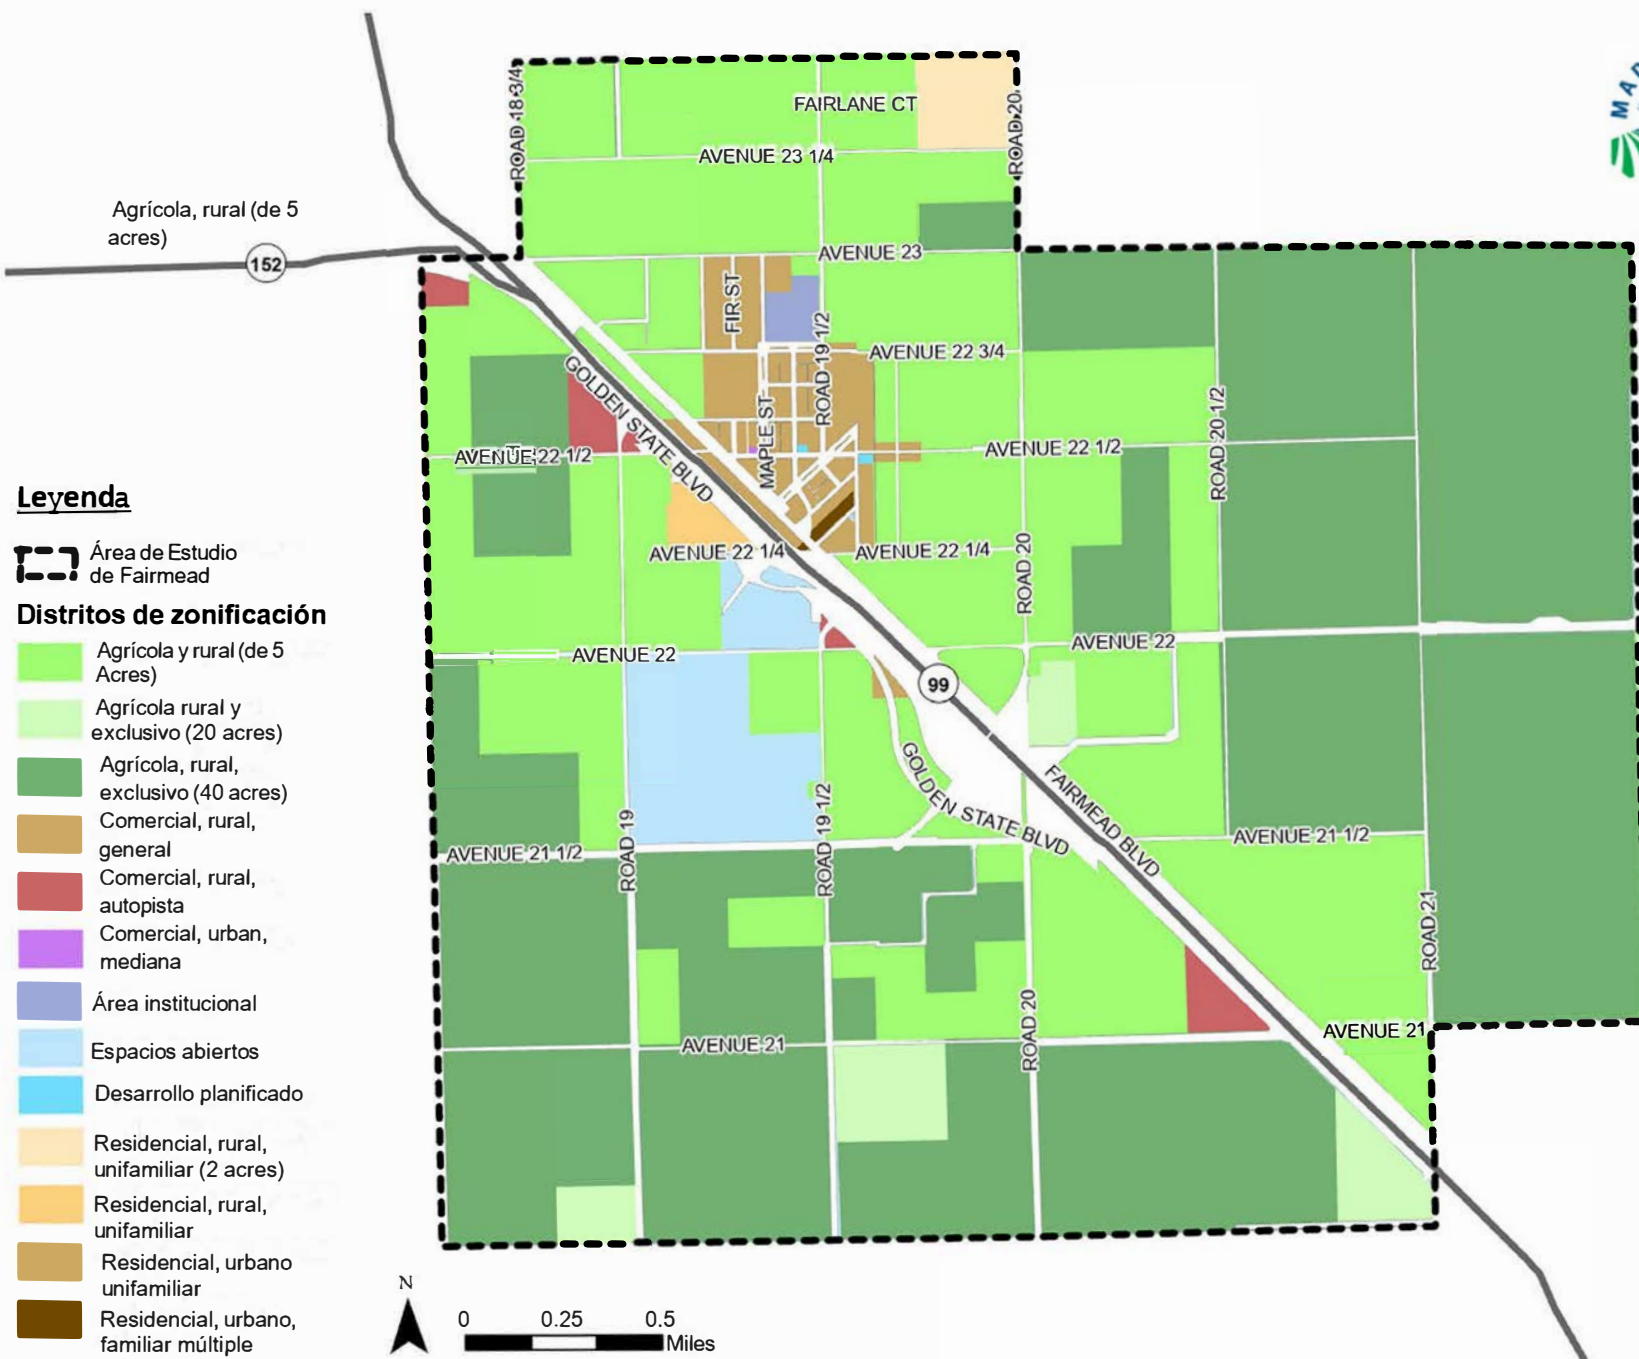 MAD
ROAD 18 3/4
FAIRLANE CT
ROAD 20
AVENUE 23 1/4
Agrícola, rural (de 5
acres)
152
AVENUE 23
FIR ST
ROAD 19 1/2
AVENUE 22 3/4
GOLDEN STATE BLVD
MAPLE ST
ROAD 20 1/2
AVENUE 22 1/2
AVENUE 22 1/2
AVENUE 22 1/4
AVENUE 22 1/4
ROAD 20
AVENUE 22
AVENUE 22
99
GOLDEN STATE BLVD
FAIRMEAD BLVD
ROAD 19
ROAD 19 1/2
AVENUE 21 1/2
AVENUE 21 1/2
ROAD 21
ROAD 20
AVENUE 21
AVENUE 21
Leyenda
Área de Estudio
de Fairmead
Distritos de zonificación
Agrícola y rural (de 5
Acres)
Agrícola rural y
exclusivo (20 acres)
Agrícola, rural,
exclusivo (40 acres)
Comercial, rural,
general
Comercial, rural,
autopista
Comercial, urban,
mediana
Área institucional
Espacios abiertos
Desarrollo planificado
Residencial, rural,
unifamiliar (2 acres)
Residencial, rural,
unifamiliar
Residencial, urbano
unifamiliar
Residencial, urbano,
familiar múltiple
N
0 0.25 0.5
Miles